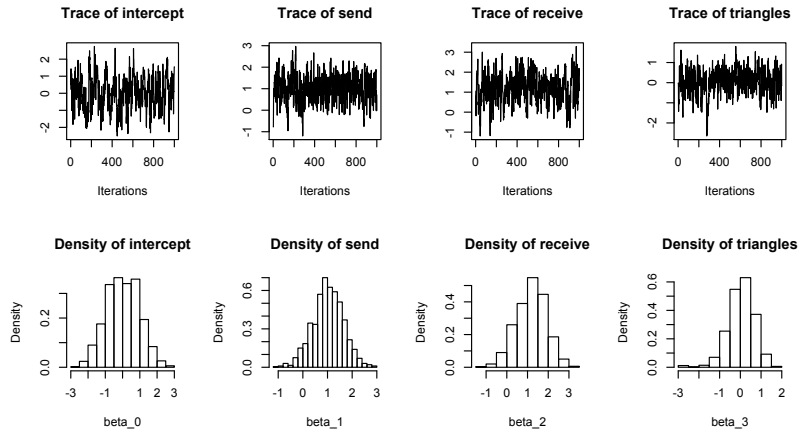 Trace of intercept
Trace of send
Trace of receive
Trace of triangles
2
1
0
-2
0 400 800
Iterations
3
2
1
0
-1
0 400 800
Iterations
3
2
1
0
-1
0 400 800
Iterations
1
0
-2
0 400 800
Iterations
Density of intercept
Density of send
Density of receive
Density of triangles
Density
0.2
0.0
-3 -1 1 2 3
beta_0
Density
0.6
0.3
0.0
-1 0 1 2 3
beta_1
Density
0.4
0.2
0.0
-1 0 1 2 3
beta_2
Density
0.6
0.4
0.2
0.0
-3 -1 0 1 2
beta_3